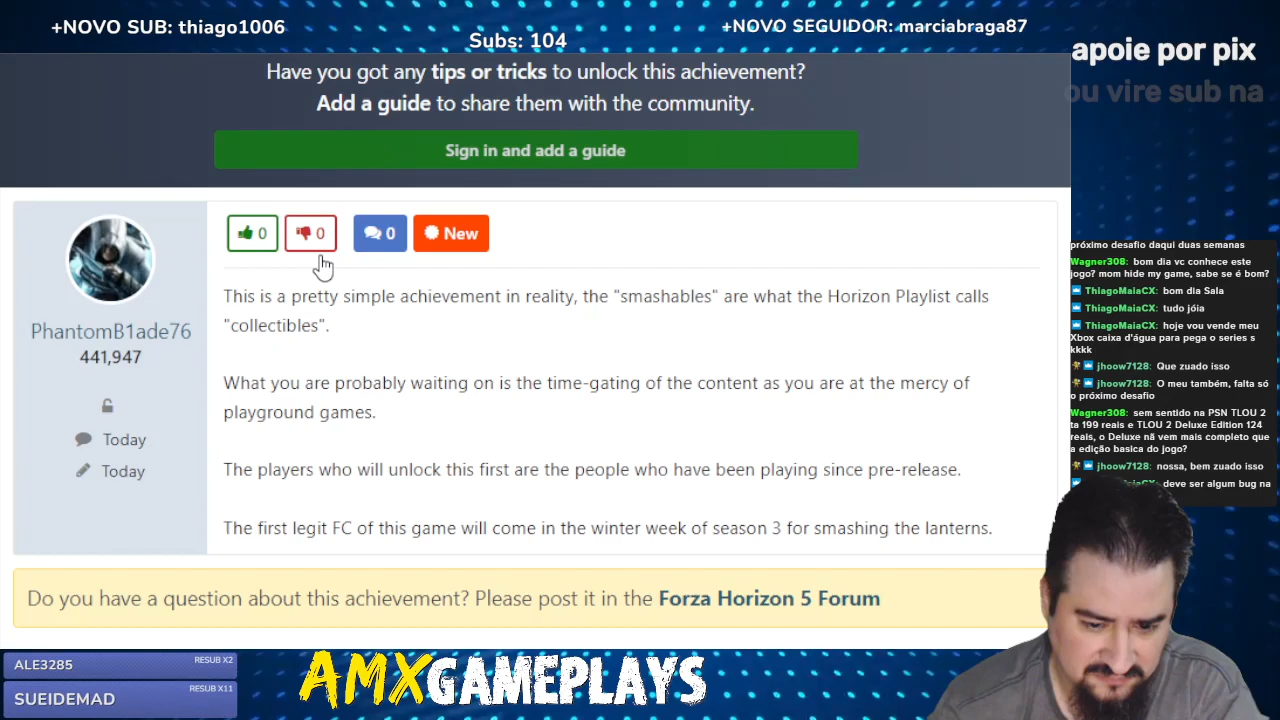 +NOVO SUB: thiago1006
Subs: 104
+NOVO SEGUIDOR: marciabraga87
apoie por pix
ou vire sub na
Have you got any tips or tricks to unlock this achievement?
Add a guide to share them with the community.
Sign in and add a guide
PhantomB1ade76
441,947
Today
Today
0
0
0
New
This is a pretty simple achievement in reality, the "smashables" are what the Horizon Playlist calls
"collectibles".
What you are probably waiting on is the time-gating of the content as you are at the mercy of
playground games.
The players who will unlock this first are the people who have been playing since pre-release.
The first legit FC of this game will come in the winter week of season 3 for smashing the lanterns.
Do you have a question about this achievement? Please post it in the Forza Horizon 5 Forum
próximo desafio daqui duas semanas
Wagner308: bom dia vc conhece este
jogo? mom hide my game, sabe se é bom?
ThiagoMaiaCX: bom dia Sala
ThiagoMaiaCX: tudo jóia
ThiagoMaiaCX: hoje vou vende meu
Xbox caixa d'água para pega o series s
kkkk
jhoow7128: Que zuado isso
jhoow7128: O meu também, falta só
o próximo desafio
Wagner308: sem sentido na PSN TLOU 2
ta 199 reais e TLOU 2 Deluxe Edition 124
reais, o Deluxe nã vem mais completo que
a edição basica do jogo?
jhoow7128: nossa, bem zuado isso
deve ser algum bug na
ALE3285
RESUB X2
SUEIDEMAD
RESUB X11
AMXGAMEPLAYS